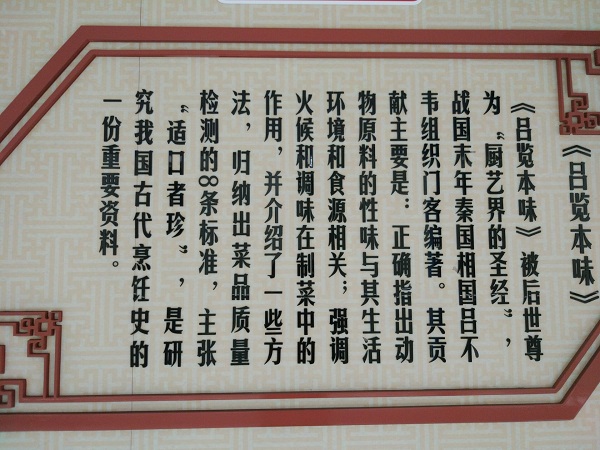 《吕览本味》
《吕览本味》被后世尊
为“厨艺界的圣经”，
战国末年秦国相国吕不
韦组织门客编著。其贡
献主要是：正确指出动
物原料的性味与其生活
环境和食源相关；强调
火候和调味在制菜中的
作用，并介绍了一些方
法，归纳出菜品质量
检测的8条标准，主张
“适口者珍”，是研
究我国古代烹饪史的
一份重要资料。